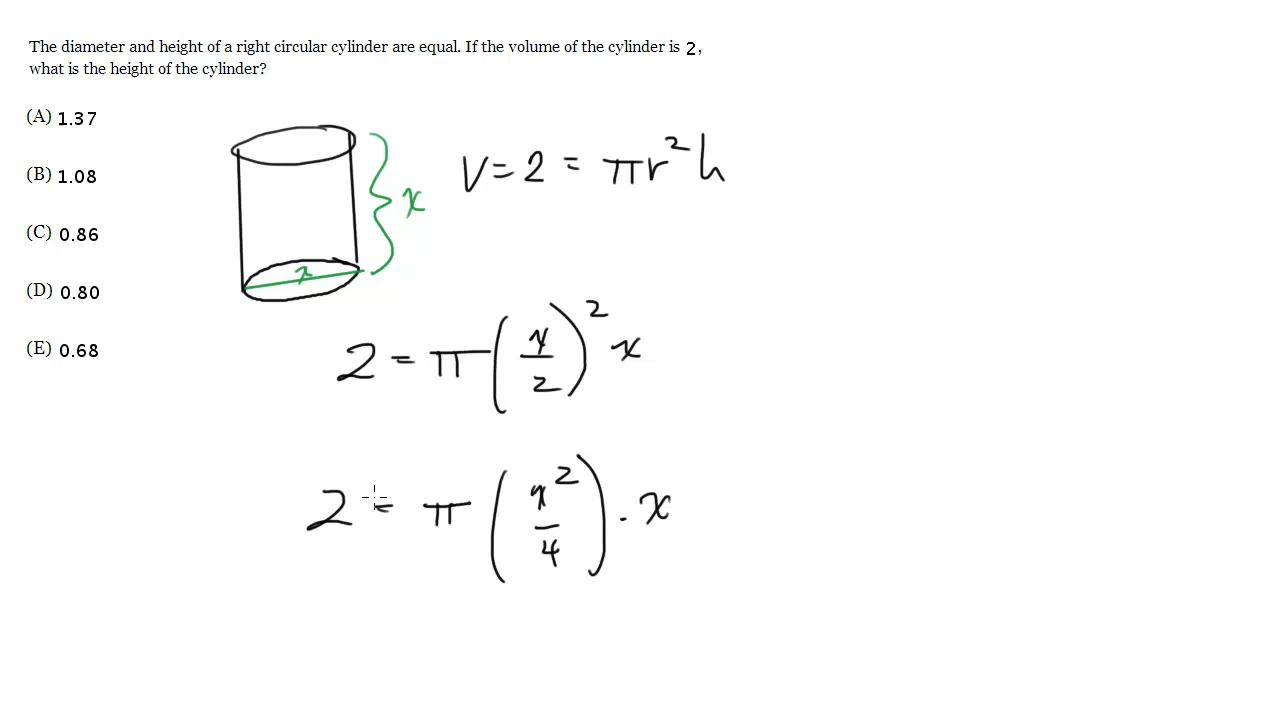 The diameter and height of a right circular cylinder are equal. If the volume of the cylinder is 2,
what is the height of the cylinder?
(A) 1.37
(B) 1.08
(C) 0.86
(D) 0.80
(E) 0.68
x
x
V = 2 = πr²h
2 = π(x/2)² x
2 = π(x²/4) · x